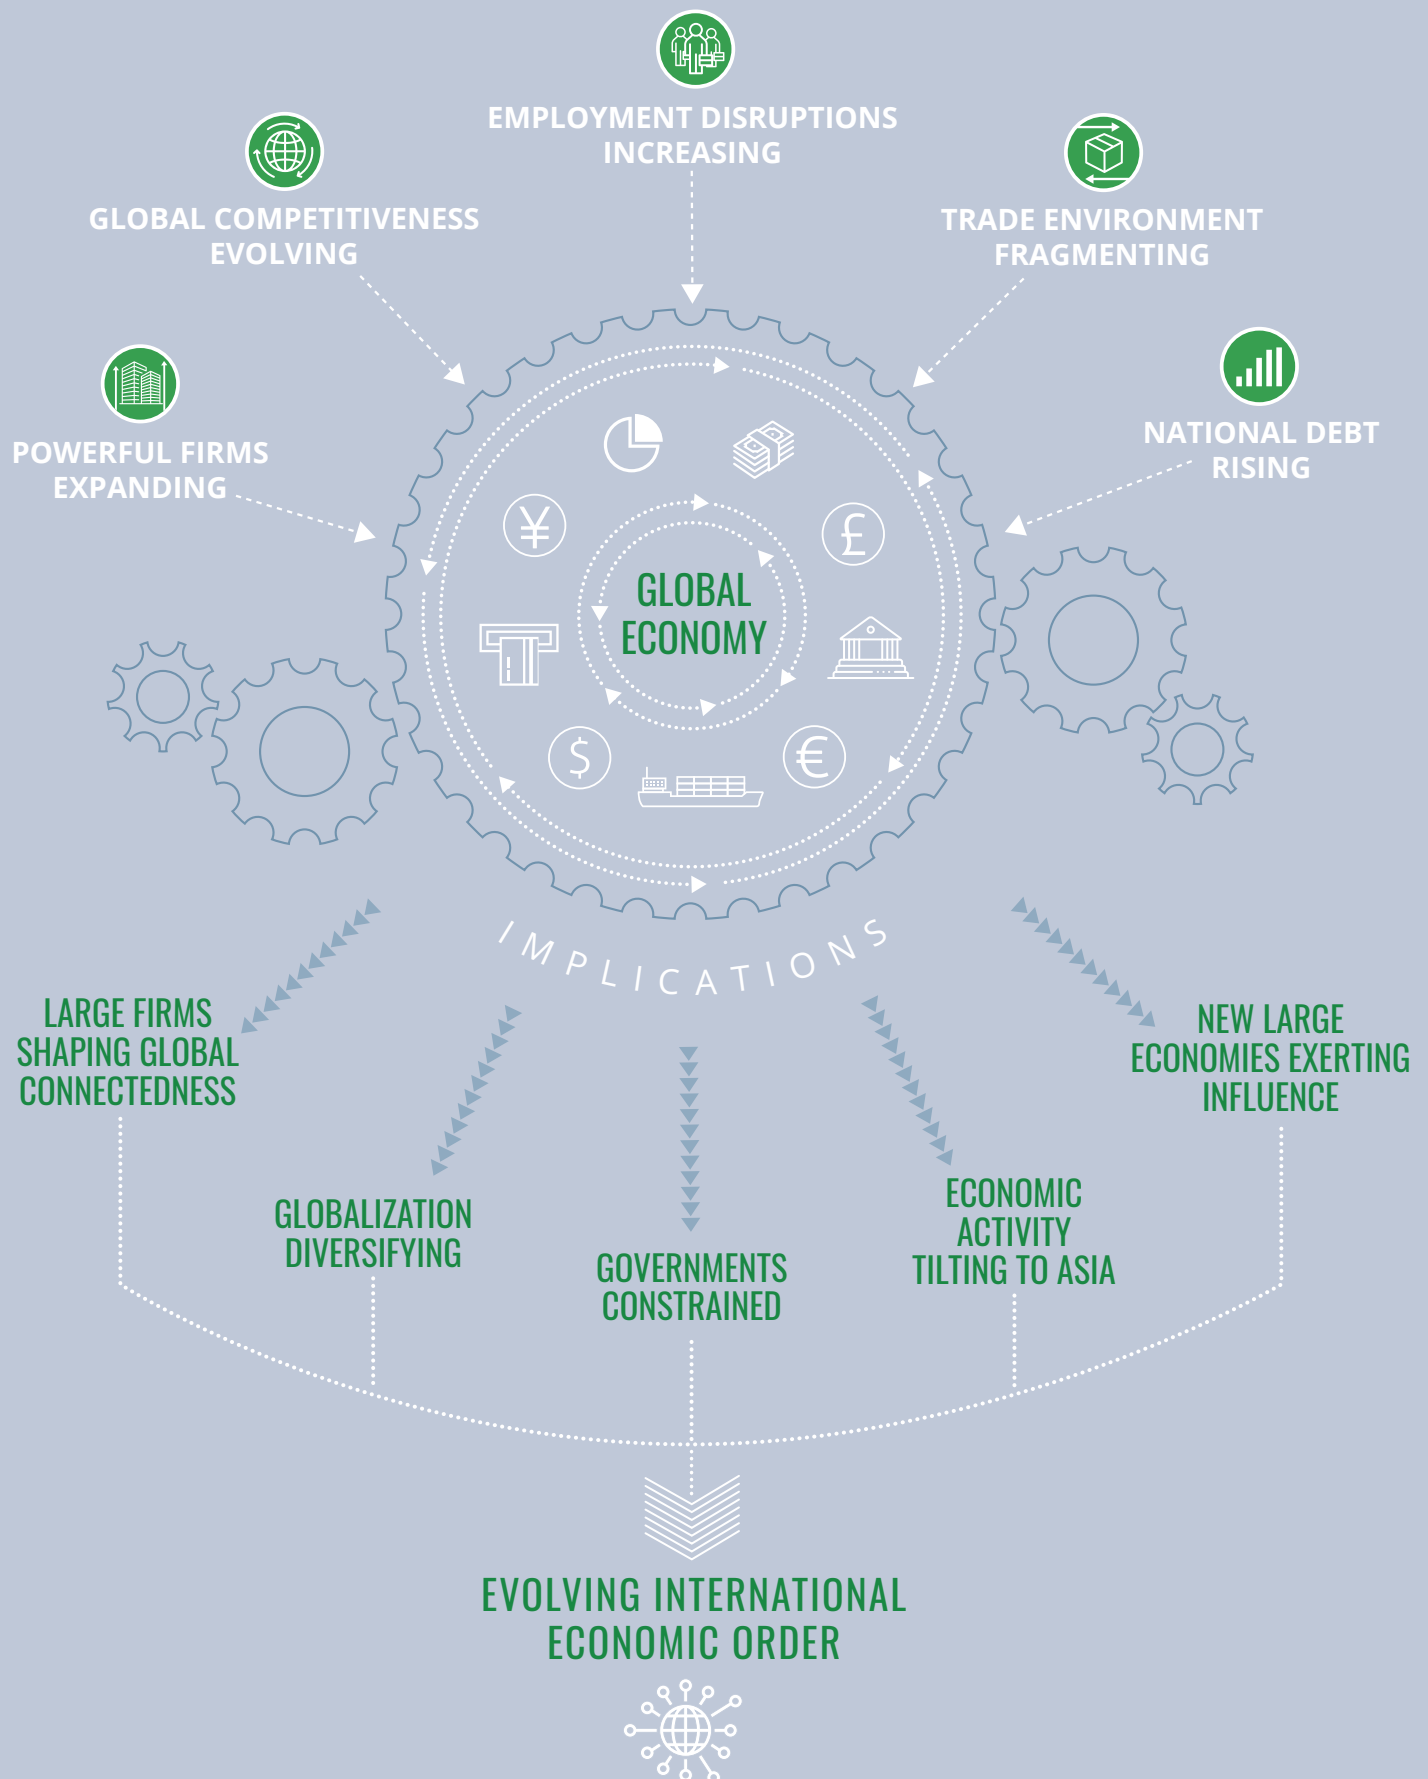 EMPLOYMENT DISRUPTIONS
INCREASING
GLOBAL COMPETITIVENESS
EVOLVING
TRADE ENVIRONMENT
FRAGMENTING
POWERFUL FIRMS
EXPANDING
NATIONAL DEBT
RISING
¥
£
GLOBAL
ECONOMY
$
€
IMPLICATIONS
LARGE FIRMS
SHAPING GLOBAL
CONNECTEDNESS
GLOBALIZATION
DIVERSIFYING
GOVERNMENTS
CONSTRAINED
ECONOMIC
ACTIVITY
TILTING TO ASIA
NEW LARGE
ECONOMIES EXERTING
INFLUENCE
EVOLVING INTERNATIONAL
ECONOMIC ORDER